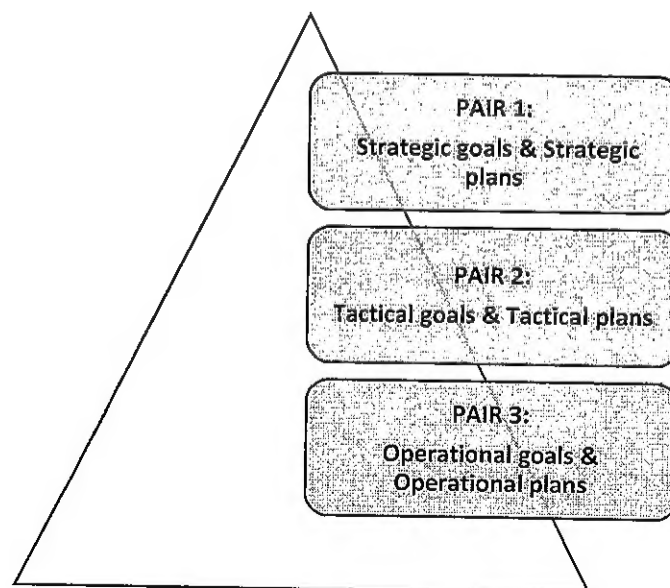 PAIR 1:
Strategic goals & Strategic
plans
PAIR 2:
Tactical goals & Tactical plans
PAIR 3:
Operational goals &
Operational plans